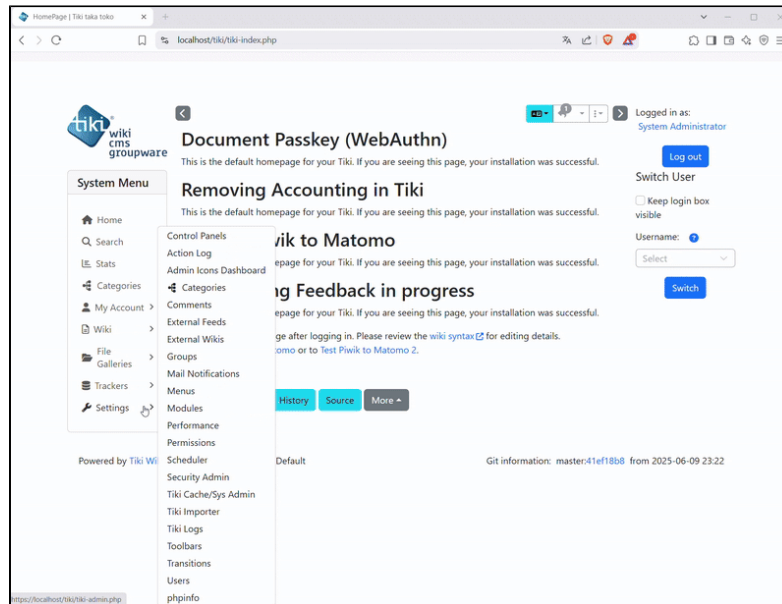 HomePage | Tiki taka toko
localhost/tiki/tiki-index.php
tiki
wiki
cms
groupware
System Menu
Home
Search
Stats
Categories
My Account
Wiki
File
Galleries
Trackers
Settings
Control Panels
Action Log
Admin Icons Dashboard
Categories
Comments
External Feeds
External Wikis
Groups
Mail Notifications
Menus
Modules
Performance
Permissions
Scheduler
Security Admin
Tiki Cache/Sys Admin
Tiki Importer
Tiki Logs
Toolbars
Transitions
Users
phpinfo
Document Passkey (WebAuthn)
This is the default homepage for your Tiki. If you are seeing this page, your installation was successful.
Removing Accounting in Tiki
This is the default homepage for your Tiki. If you are seeing this page, your installation was successful.
to Matomo
epage for your Tiki. If you are seeing this page, your installation was successful.
ng Feedback in progress
epage for your Tiki. If you are seeing this page, your installation was successful.
ge after logging in. Please review the wiki syntax for editing details.
omo or to Test Piwik to Matomo 2.
History Source More
Logged in as:
System Administrator
Log out
Switch User
Keep login box
visible
Username:
Select
Switch
Powered by Tiki Wi
Default
Git information: master:41ef18b8 from 2025-06-09 23:22
https://localhost/tiki/tiki-admin.php